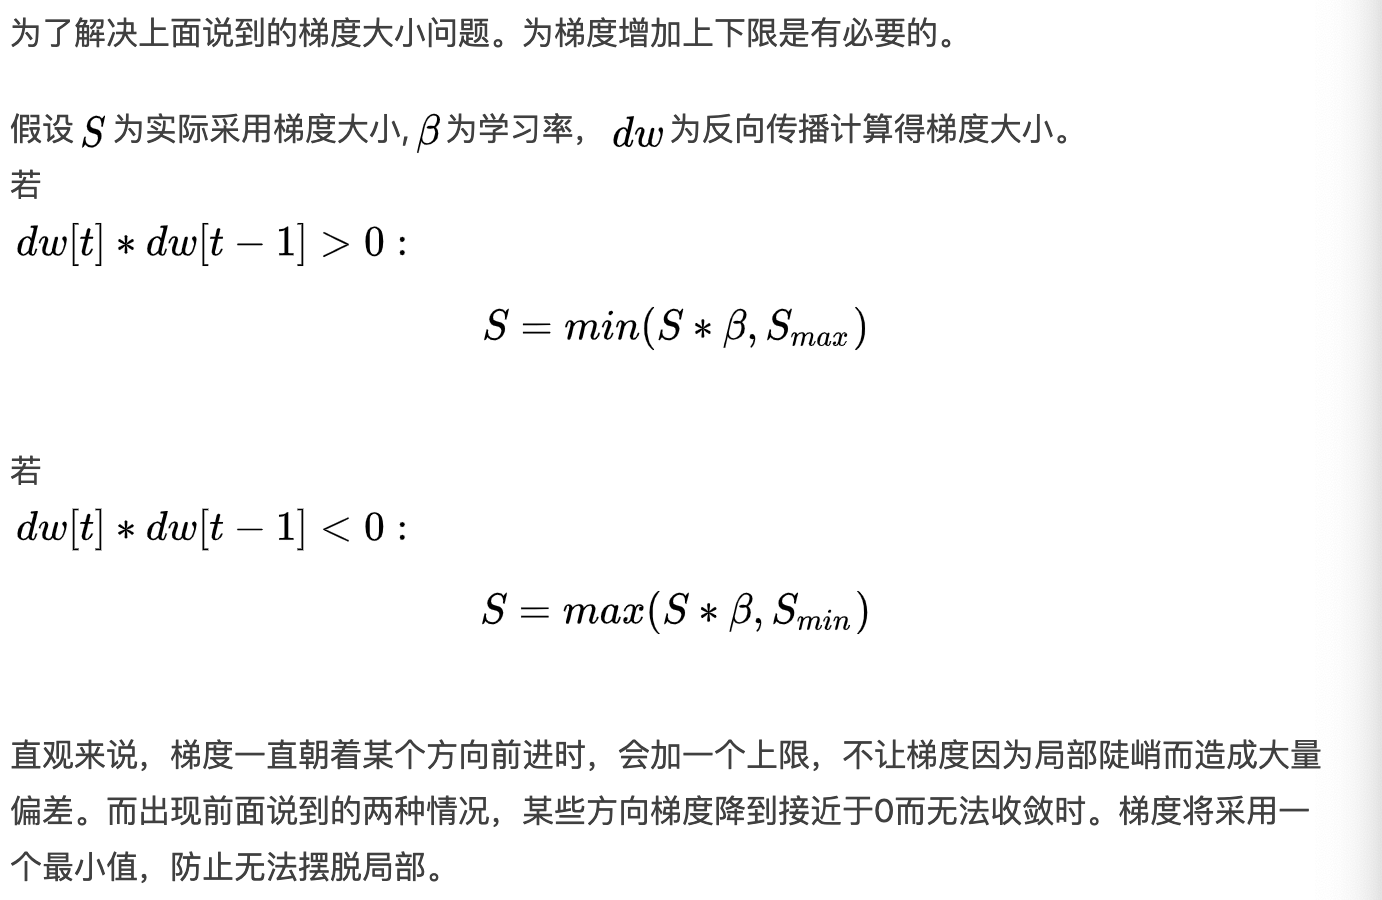 为了解决上面说到的梯度大小问题。为梯度增加上下限是有必要的。
假设 S 为实际采用梯度大小, β 为学习率， dw 为反向传播计算得梯度大小。
若
dw[t] * dw[t − 1] > 0 :
S = min(S * β, S_max)
若
dw[t] * dw[t − 1] < 0 :
S = max(S * β, S_min)
直观来说，梯度一直朝着某个方向前进时，会加一个上限，不让梯度因为局部陡峭而造成大量
偏差。而出现前面说到的两种情况，某些方向梯度降到接近于0而无法收敛时。梯度将采用一
个最小值，防止无法摆脱局部。